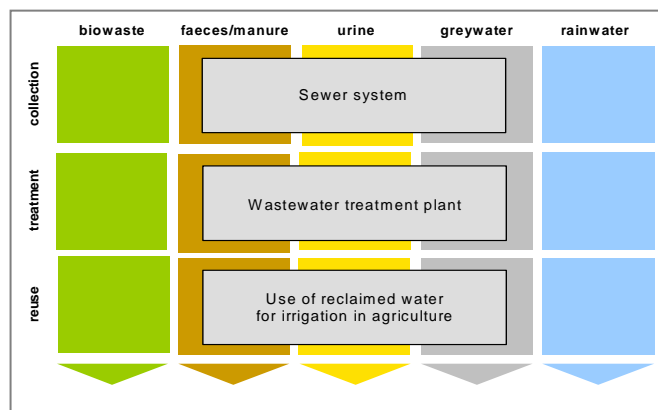 biowaste faeces/manure urine greywater rainwater
collection
Sewer system
treatment
Wastewater treatment plant
reuse
Use of reclaimed water
for irrigation in agriculture